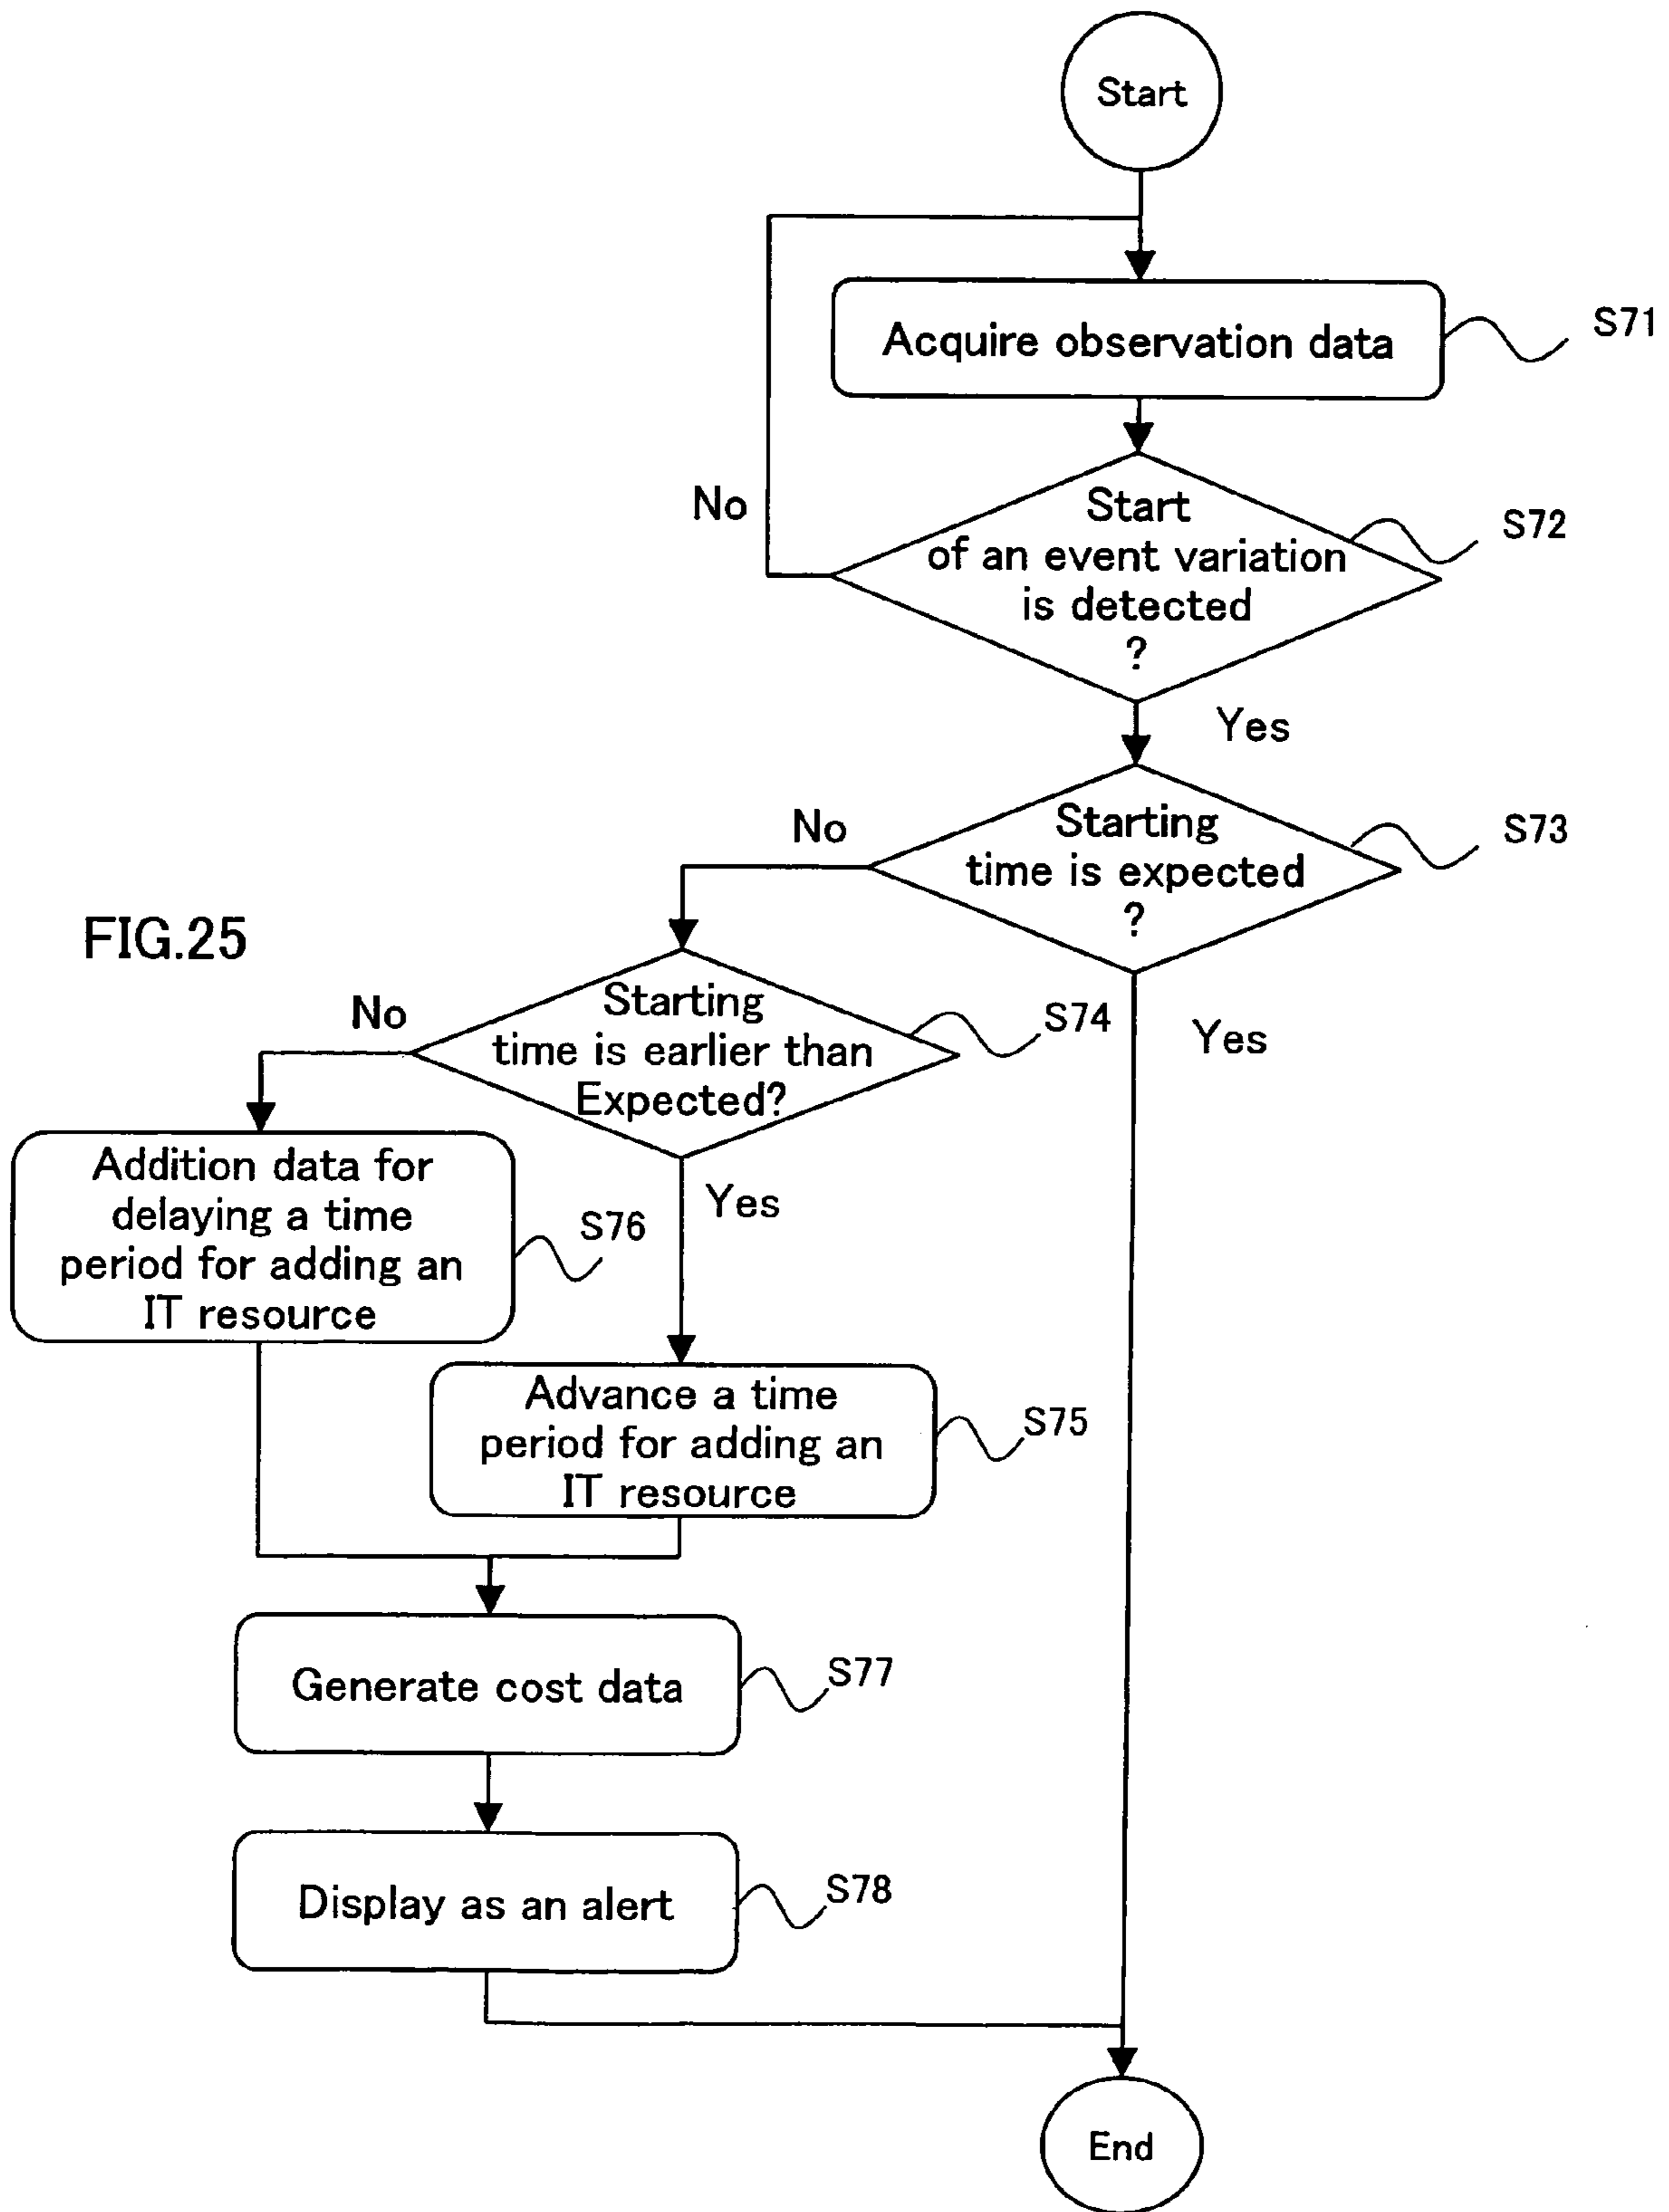 Start
Acquire observation data
S71
No
Start
of an event variation
is detected
?
S72
Yes
No
Starting
time is expected
?
S73
FIG.25
No
Starting
time is earlier than
Expected?
S74
Yes
Addition data for
delaying a time
period for adding an
IT resource
S76
Yes
Advance a time
period for adding an
IT resource
S75
Generate cost data
S77
Display as an alert
S78
End